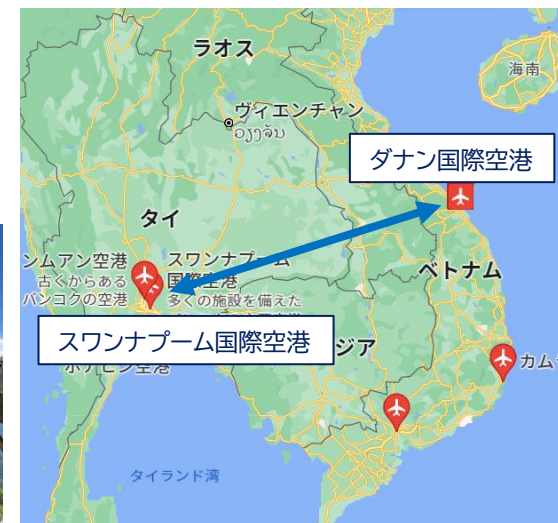 ラオス
海南
ヴィエンチャン
ວຽງຈັນ
ダナン国際空港
タイ
ンムアン空港
古くからある
バンコクの空港
スワンナプーム
国際空港
多くの施設を備えた
ベトナム
スワンナプーム国際空港
ジア
カム
タイランド湾